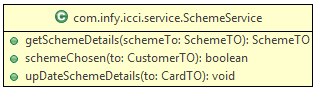 C com.infy.icci.service.SchemeService
getSchemeDetails(schemeTo: SchemeTO): SchemeTO
schemeChosen(to: CustomerTO): boolean
upDateSchemeDetails(to: CardTO): void